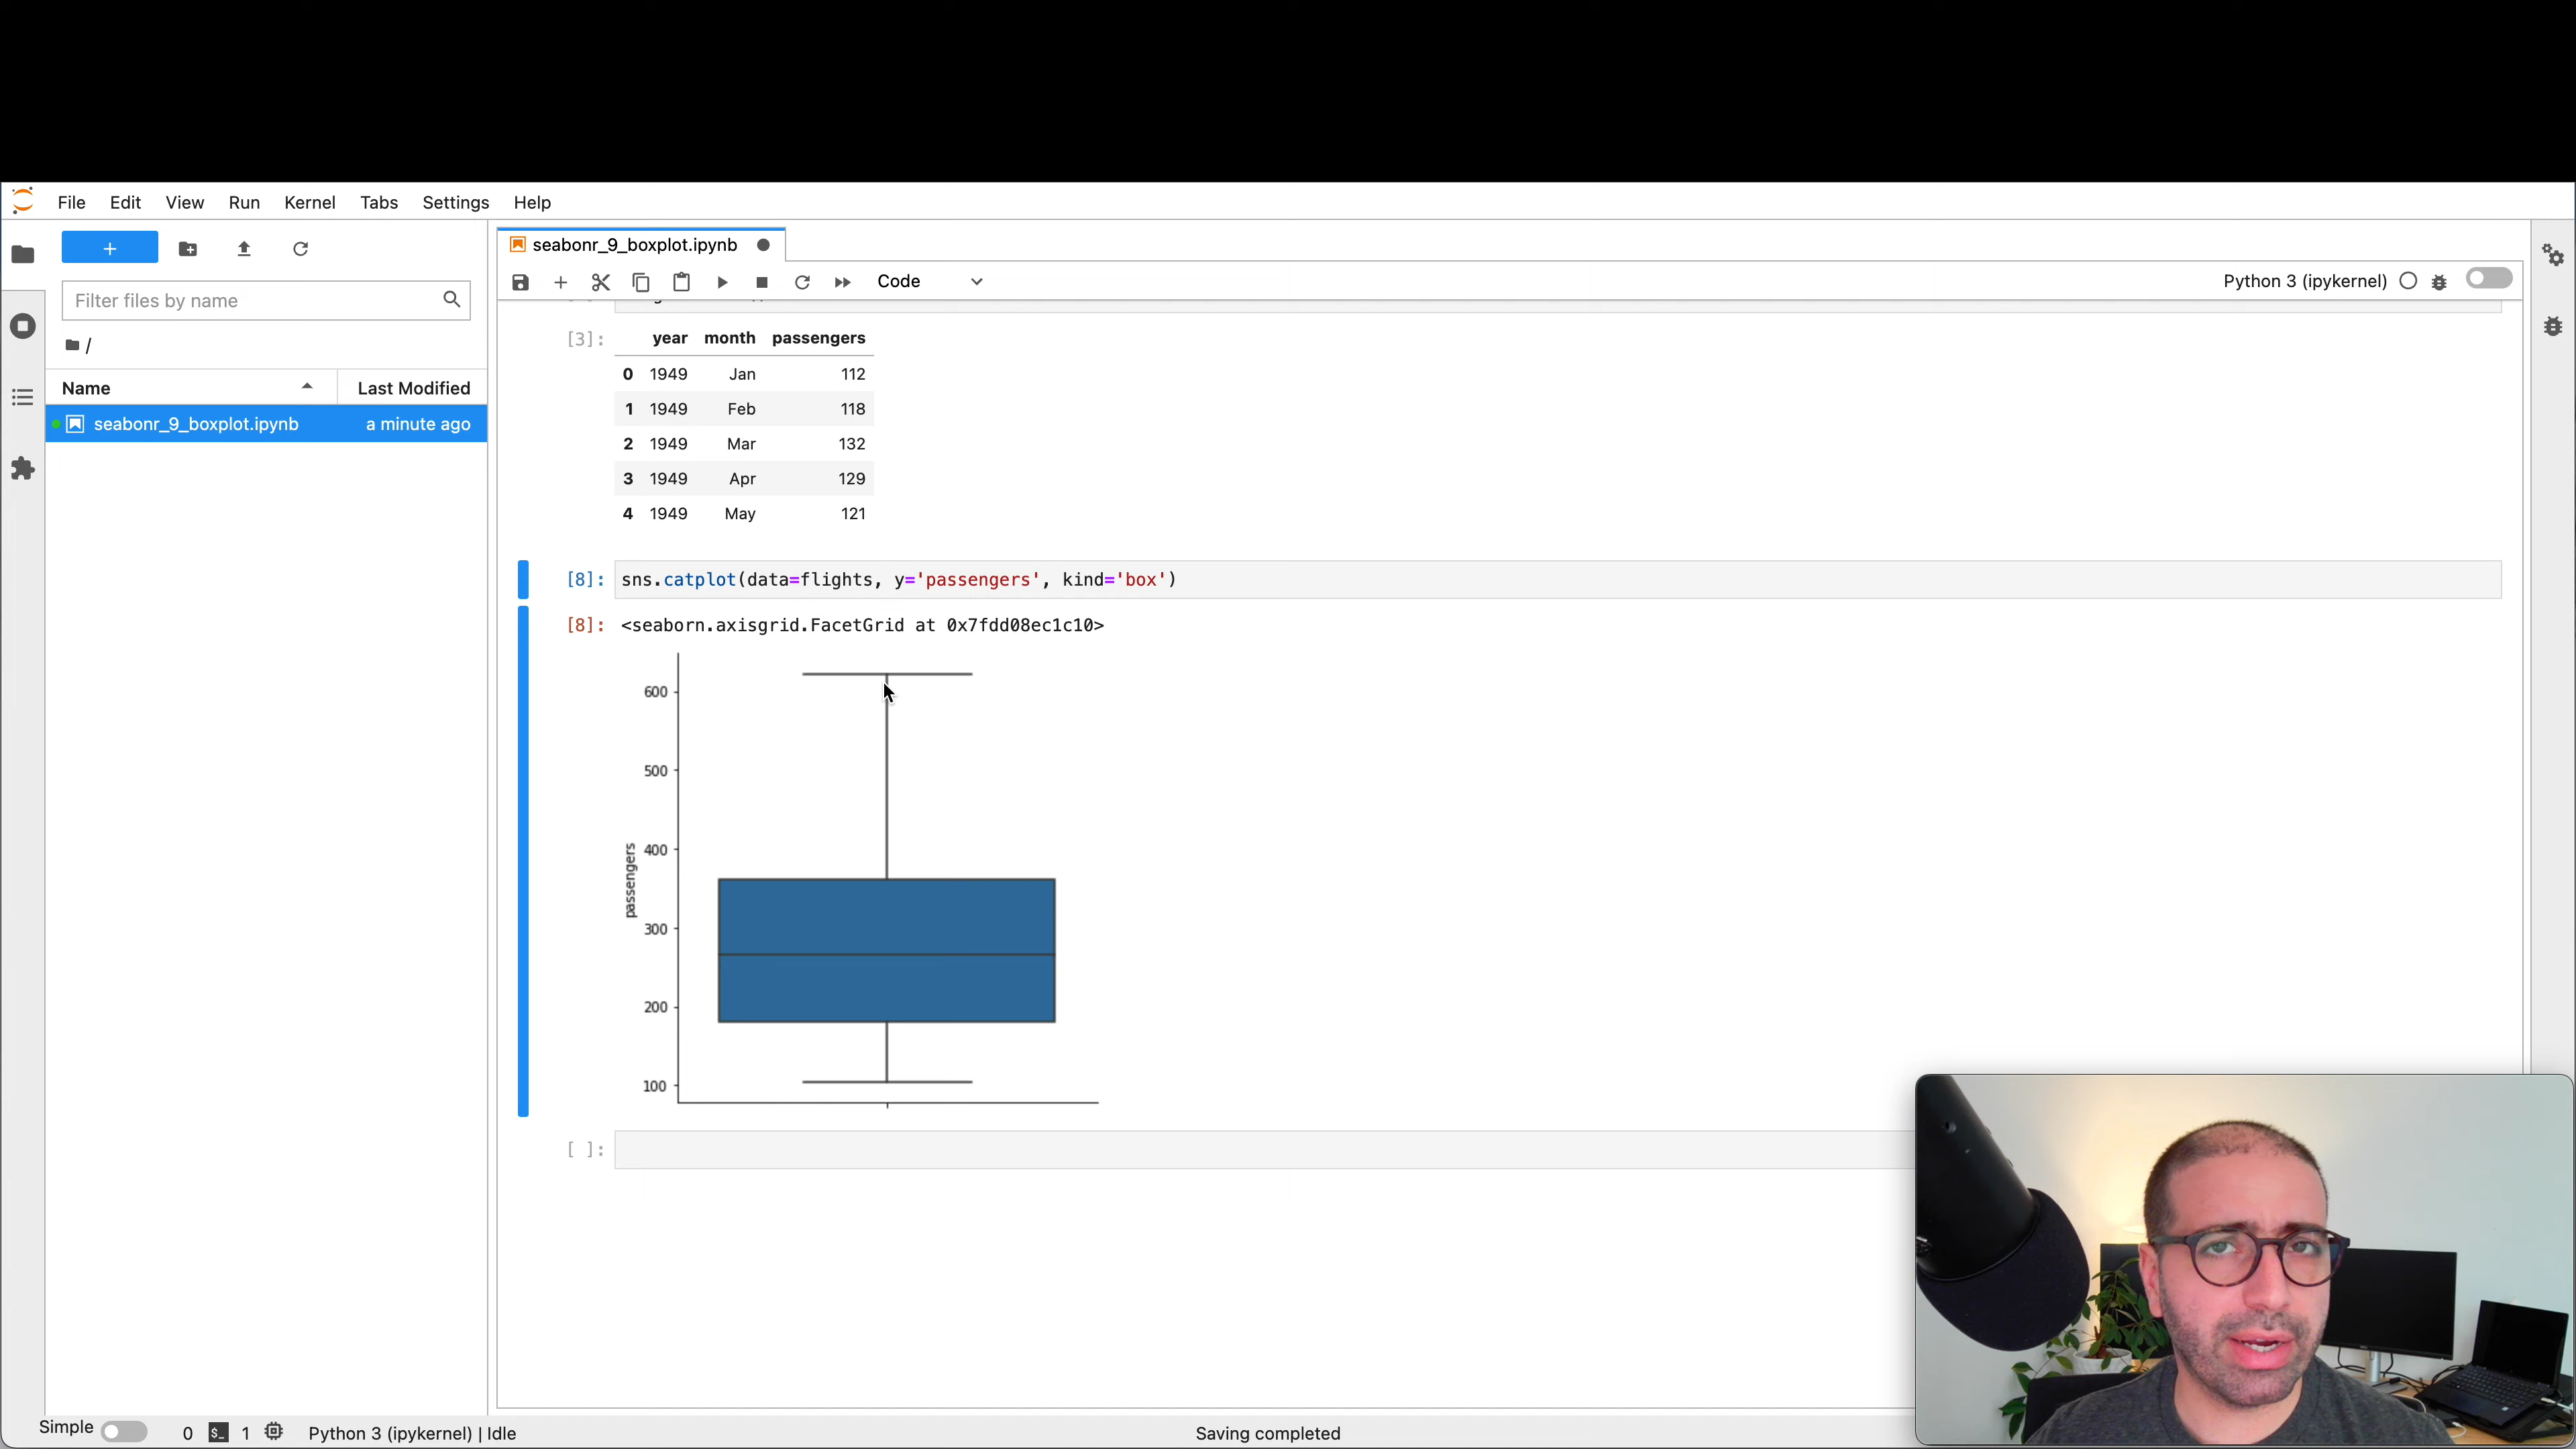 File Edit View Run Kernel Tabs Settings Help
+
Filter files by name
/
Name Last Modified
seabonr_9_boxplot.ipynb a minute ago
seabonr_9_boxplot.ipynb
Code
Python 3 (ipykernel)
[3]: year month passengers
0 1949 Jan 112
1 1949 Feb 118
2 1949 Mar 132
3 1949 Apr 129
4 1949 May 121
[8]: sns.catplot(data=flights, y='passengers', kind='box')
[8]: <seaborn.axisgrid.FacetGrid at 0x7fdd08ec1c10>
600
500
400
300
200
100
passengers
[ ]:
Simple 0 $_ 1 Python 3 (ipykernel) | Idle Saving completed